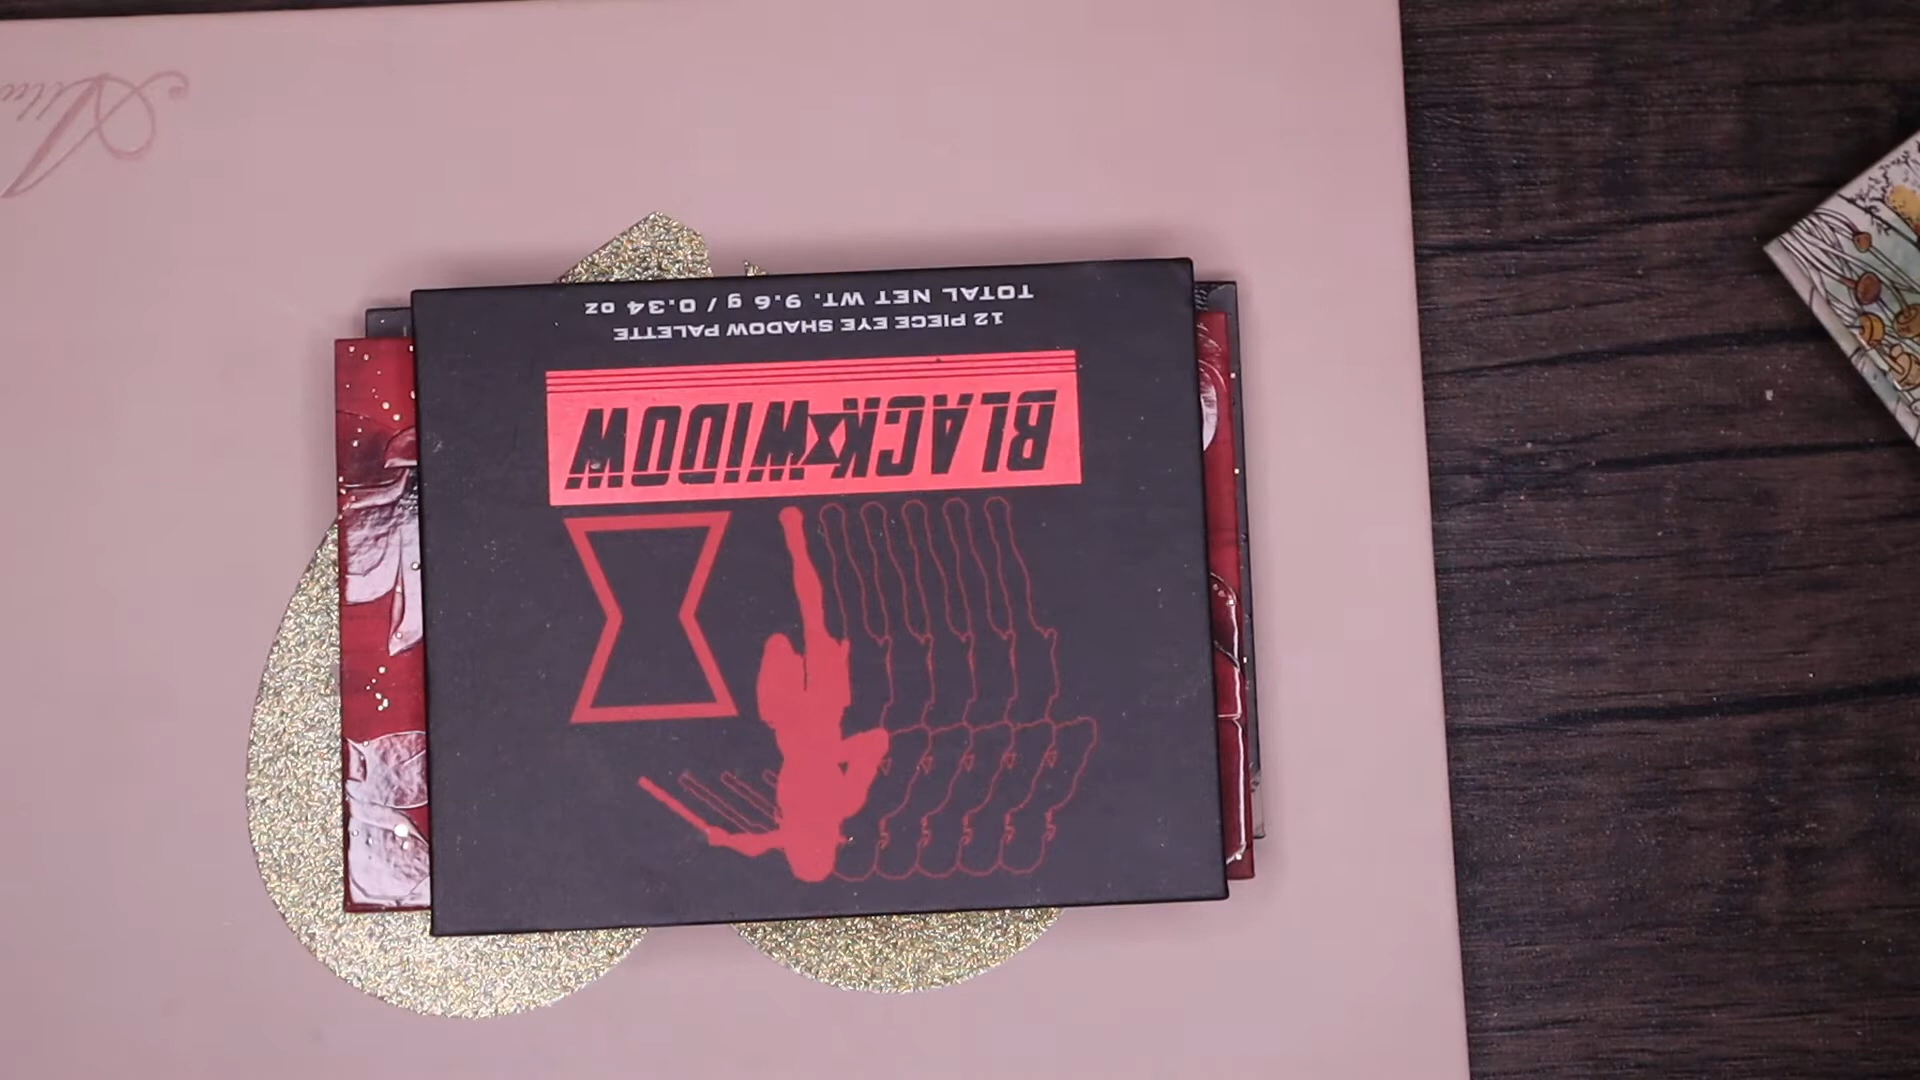 BLACK WIDOW
12 PIECE EYE SHADOW PALETTE
TOTAL NET WT. 9.6 g / 0.34 oz